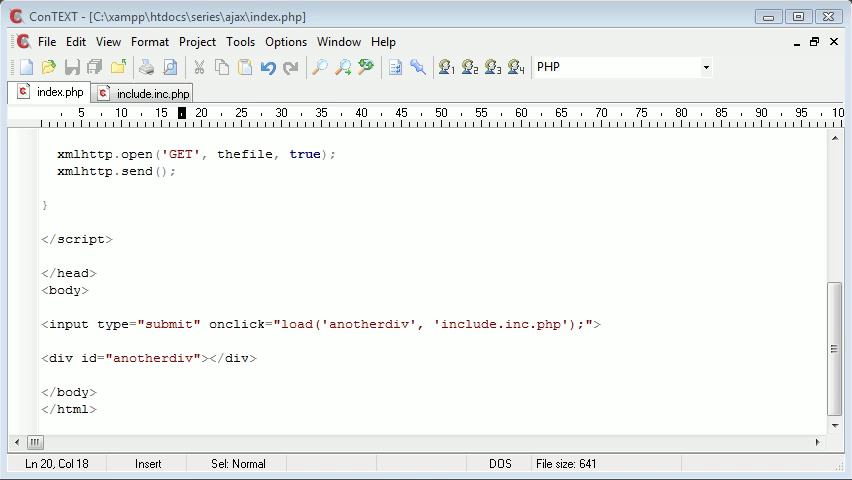 ConTEXT - [C:\xampp\htdocs\series\ajax\index.php]
File Edit View Format Project Tools Options Window Help
1 2 3 4 PHP
index.php include.inc.php
5 10 15 20 25 30 35 40 45 50 55 60 65 70 75 80 85 90 95 10
xmlhttp.open('GET', thefile, true);
xmlhttp.send();
}
</script>
</head>
<body>
<input type="submit" onclick="load('anotherdiv', 'include.inc.php');">
<div id="anotherdiv"></div>
</body>
</html>
Ln 20, Col 18 Insert Sel: Normal DOS File size: 641